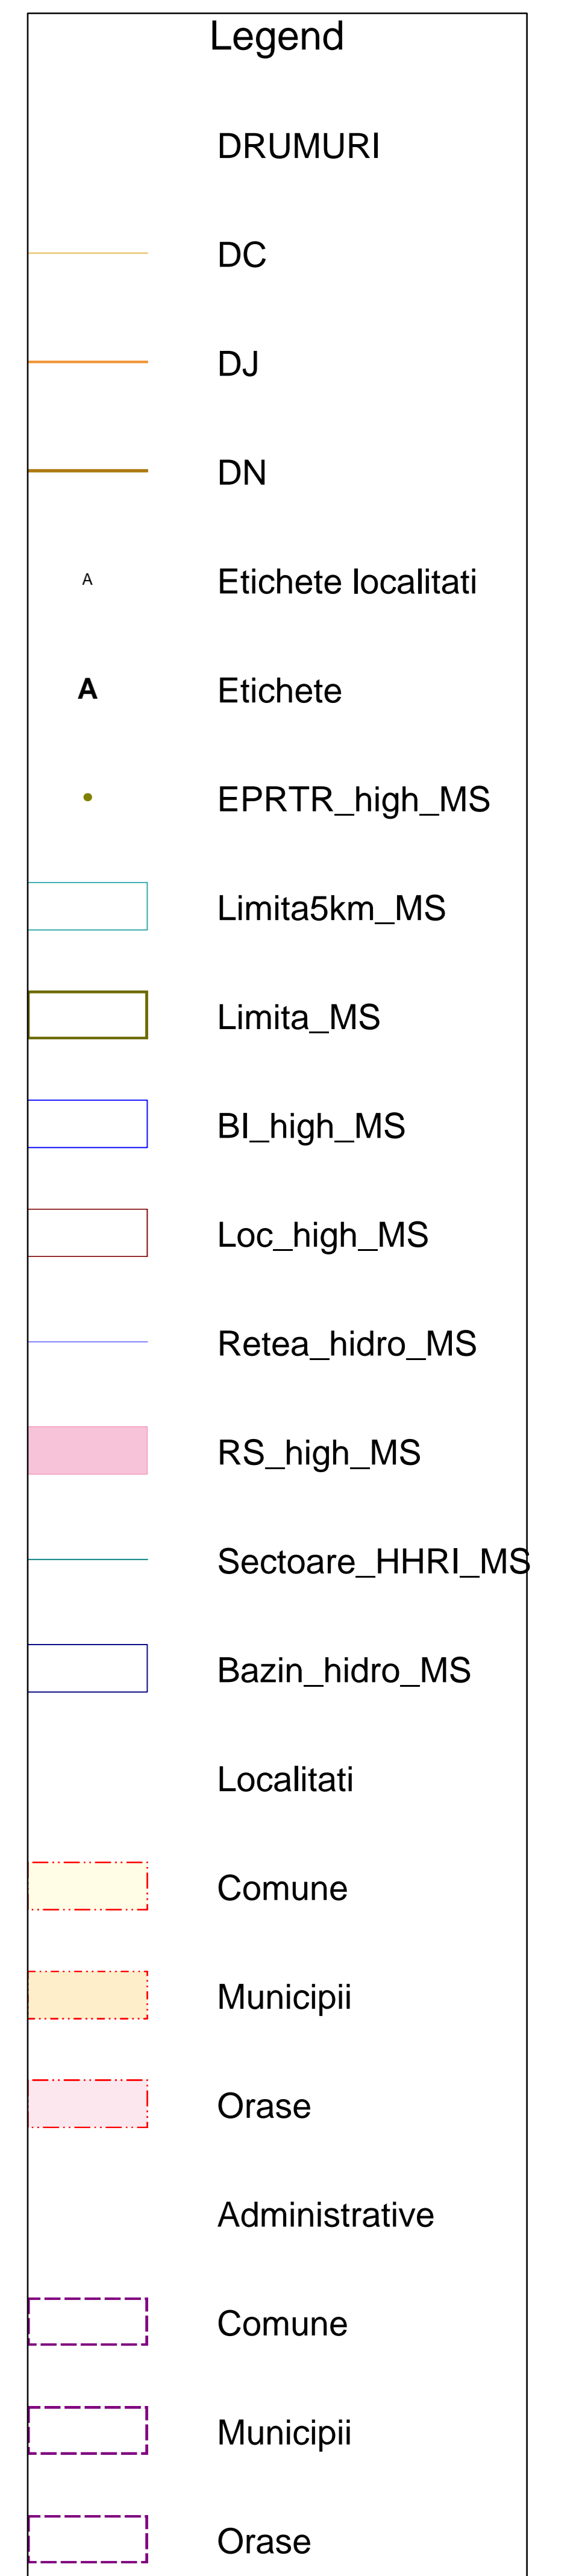 Legend
DRUMURI
DC
DJ
DN
A Etichete localitati
A Etichete
EPRTR_high_MS
Limita5km_MS
Limita_MS
BI_high_MS
Loc_high_MS
Retea_hidro_MS
RS_high_MS
Sectoare_HHRI_MS
Bazin_hidro_MS
Localitati
Comune
Municipii
Orase
Administrative
Comune
Municipii
Orase